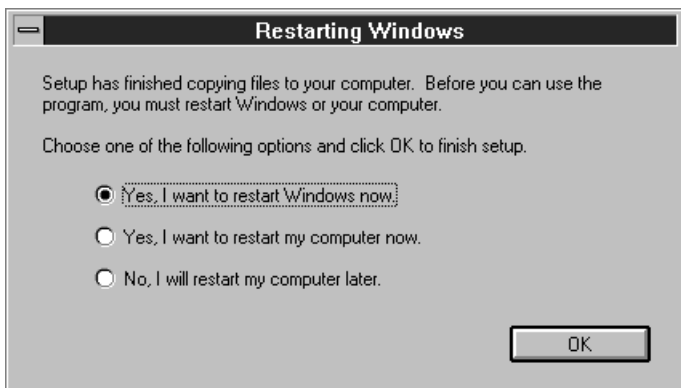 Restarting Windows
Setup has finished copying files to your computer.  Before you can use the
program, you must restart Windows or your computer.
Choose one of the following options and click OK to finish setup.
Yes, I want to restart Windows now.
Yes, I want to restart my computer now.
No, I will restart my computer later.
OK